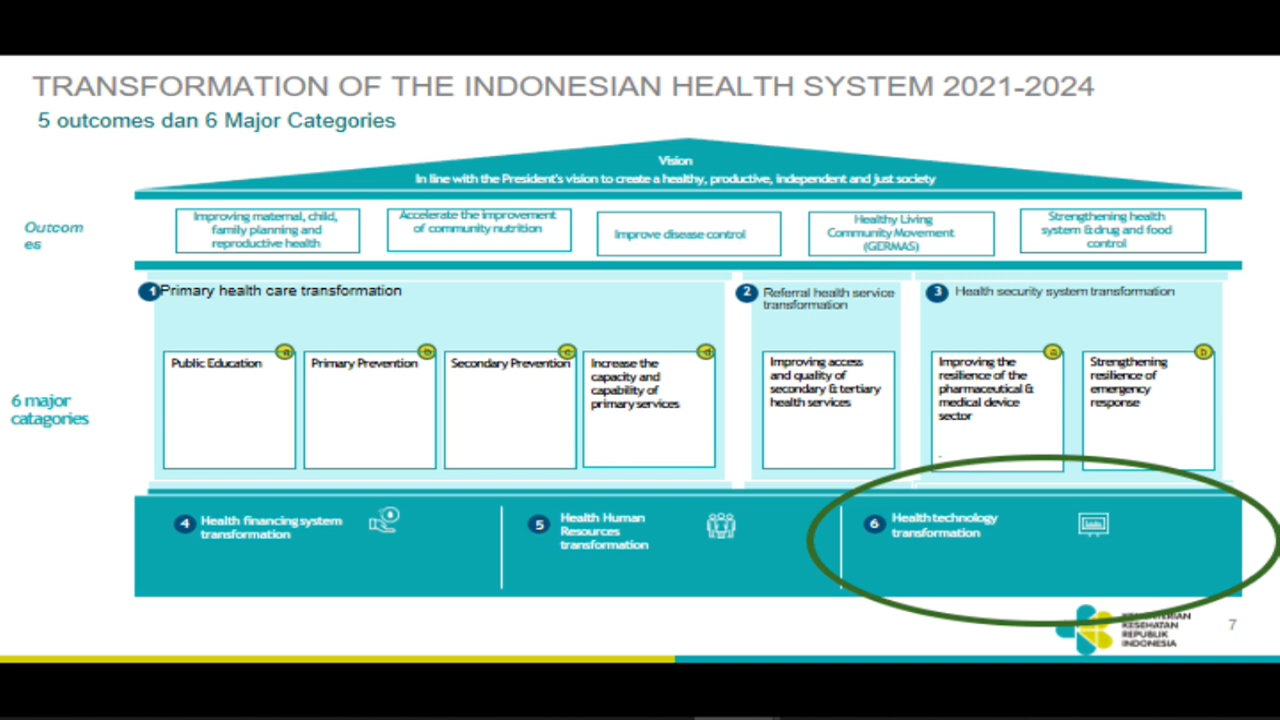 TRANSFORMATION OF THE INDONESIAN HEALTH SYSTEM 2021-2024
5 outcomes dan 6 Major Categories
Vision
In line with the President's vision to create a healthy, productive, independent and just society
Outcom
es
Improving maternal, child,
family planning and
reproductive health
Accelerate the improvement
of community nutrition
Improve disease control
Healthy Living
Community Movement
(GERMAS)
Strengthening health
system & drug and food
control
6 major
catagories
1 Primary health care transformation
a
Public Education
b
Primary Prevention
c
Secondary Prevention
d
Increase the
capacity and
capability of
primary services
2 Referral health service
transformation
Improving access
and quality of
secondary & tertiary
health services
3 Health security system transformation
a
Improving the
resilience of the
pharmaceutical &
medical device
sector
.
b
Strengthening
resilience of
emergency
response
4 Health financing system
transformation
5 Health Human
Resources
transformation
6 Health technology
transformation
KEMENTERIAN
KESEHATAN
REPUBLIK
INDONESIA
7